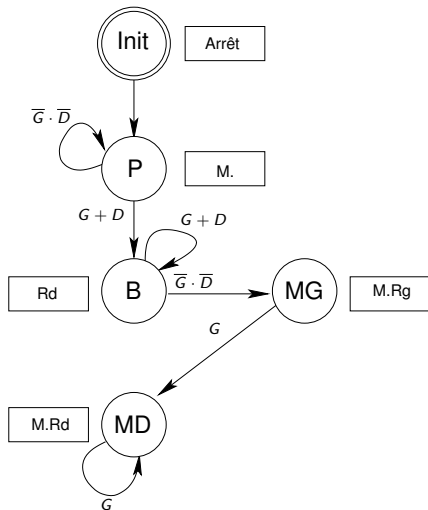 Init
Arrêt
G̅ · D̅
P
M.
G + D
G + D
Rd
B
G̅ · D̅
MG
M.Rg
G
M.Rd
MD
G